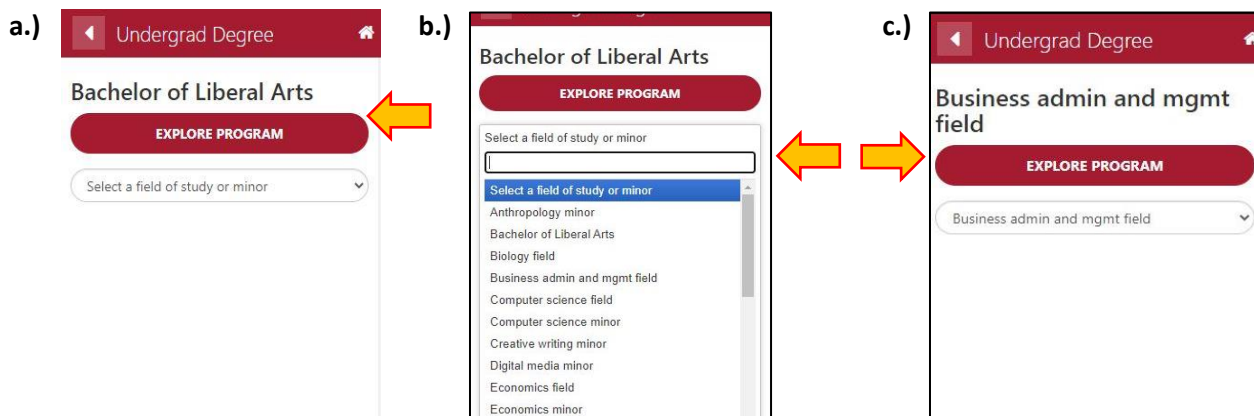 a.)
Undergrad Degree
Bachelor of Liberal Arts
EXPLORE PROGRAM
Select a field of study or minor
b.)
Bachelor of Liberal Arts
EXPLORE PROGRAM
Select a field of study or minor
Select a field of study or minor
Anthropology minor
Bachelor of Liberal Arts
Biology field
Business admin and mgmt field
Computer science field
Computer science minor
Creative writing minor
Digital media minor
Economics field
Economics minor
c.)
Undergrad Degree
Business admin and mgmt
field
EXPLORE PROGRAM
Business admin and mgmt field